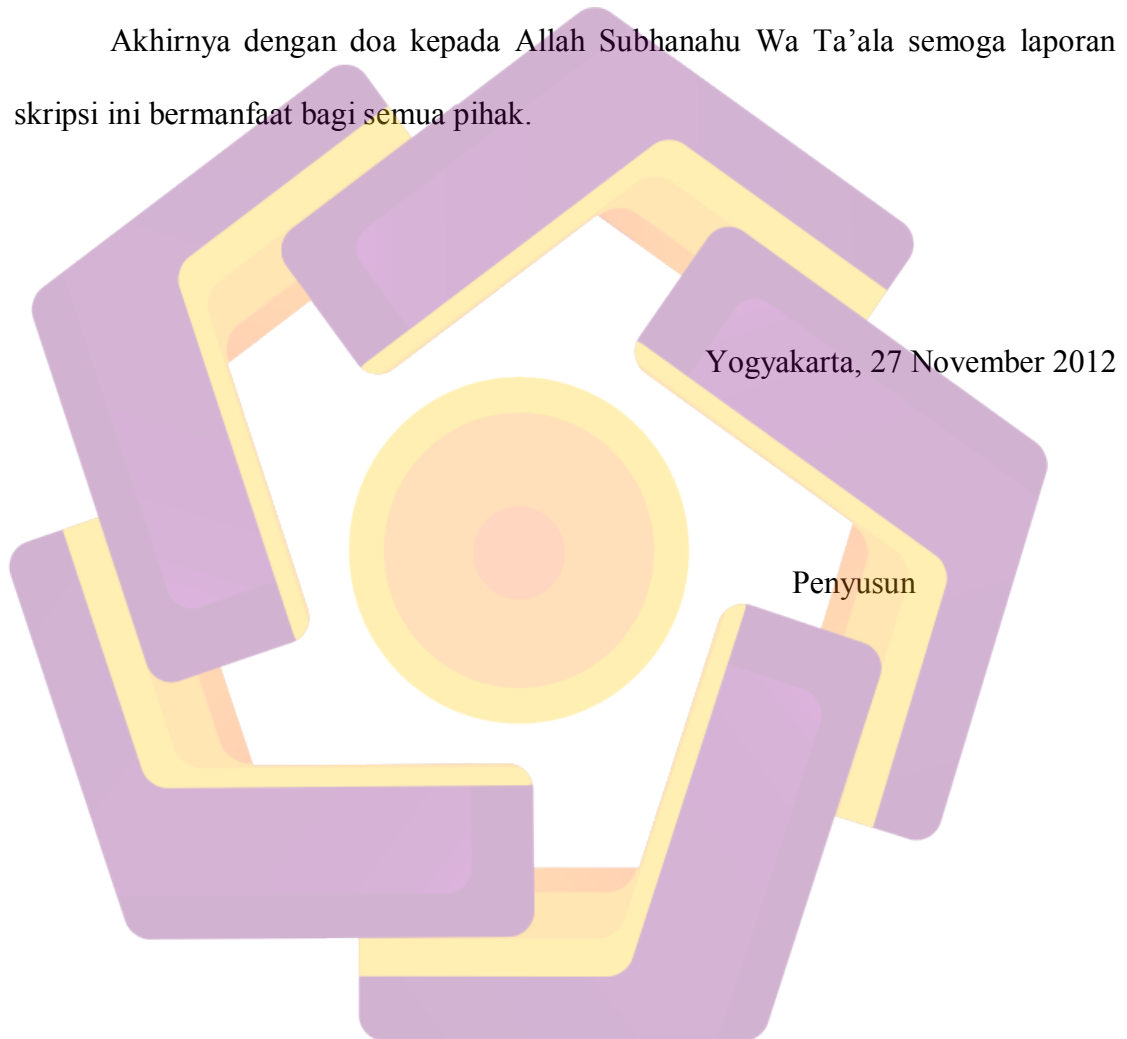 Akhirnya dengan doa kepada Allah Subhanahu Wa Ta’ala semoga laporan
skripsi ini bermanfaat bagi semua pihak.
Yogyakarta, 27 November 2012
Penyusun